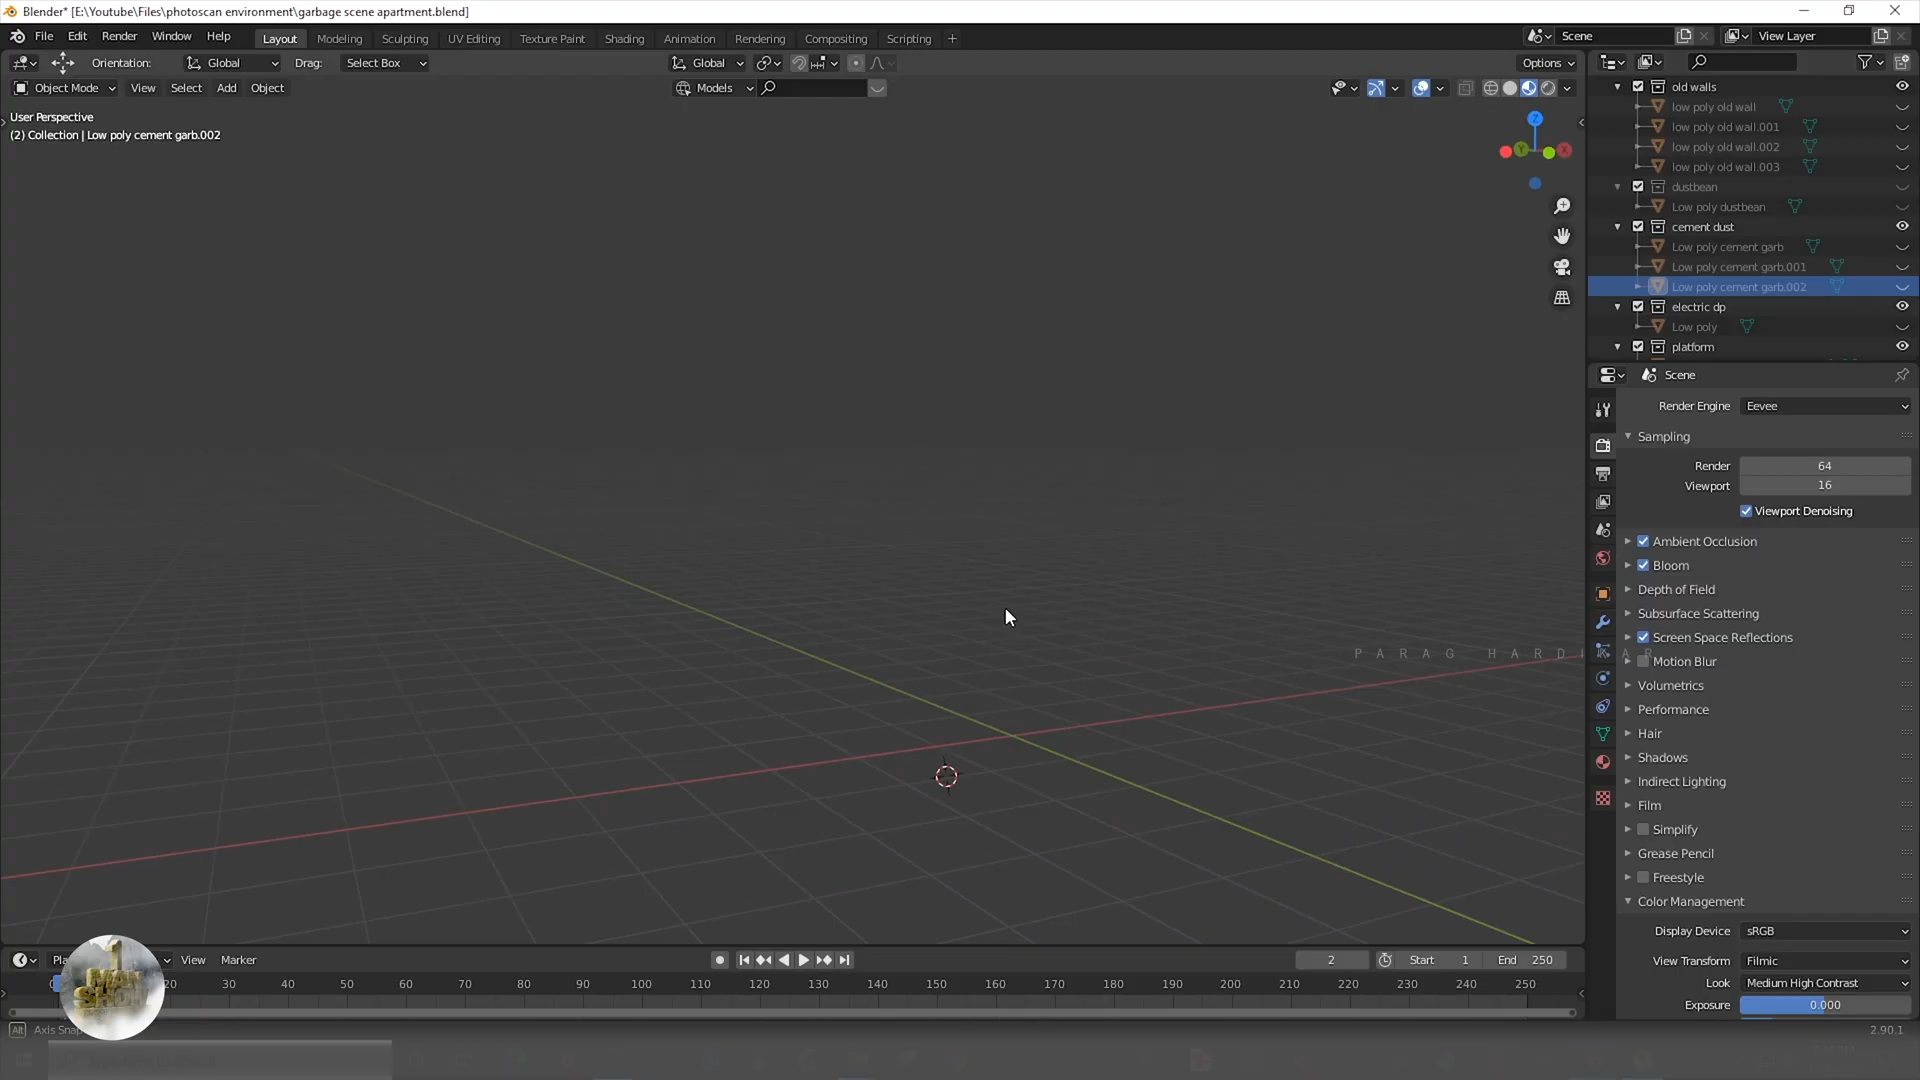 Blender* [E:\Youtube\Files\photoscan environment\garbage scene apartment.blend]
File Edit Render Window Help
Layout Modeling Sculpting UV Editing Texture Paint Shading Animation Rendering Compositing Scripting +
Scene View Layer
Orientation: Global Drag: Select Box Global Options
Object Mode View Select Add Object Models
User Perspective
(2) Collection | Low poly cement garb.002
Z
Y
X
old walls
low poly old wall
low poly old wall.001
low poly old wall.002
low poly old wall.003
dustbean
Low poly dustbean
cement dust
Low poly cement garb
Low poly cement garb.001
Low poly cement garb.002
electric dp
Low poly
platform
Scene
Render Engine Eevee
Sampling
Render 64
Viewport 16
Viewport Denoising
Ambient Occlusion
Bloom
Depth of Field
Subsurface Scattering
Screen Space Reflections
PARAG HARDIKAR
Motion Blur
Volumetrics
Performance
Hair
Shadows
Indirect Lighting
Film
Simplify
Grease Pencil
Freestyle
Color Management
Display Device sRGB
View Transform Filmic
Look Medium High Contrast
Exposure 0.000
View Marker
2 Start 1 End 250
20 30 40 50 60 70 80 90 100 110 120 130 140 150 160 170 180 190 200 210 220 230 240 250
1
MAN
SHOW
Alt Axis Snap
2.90.1